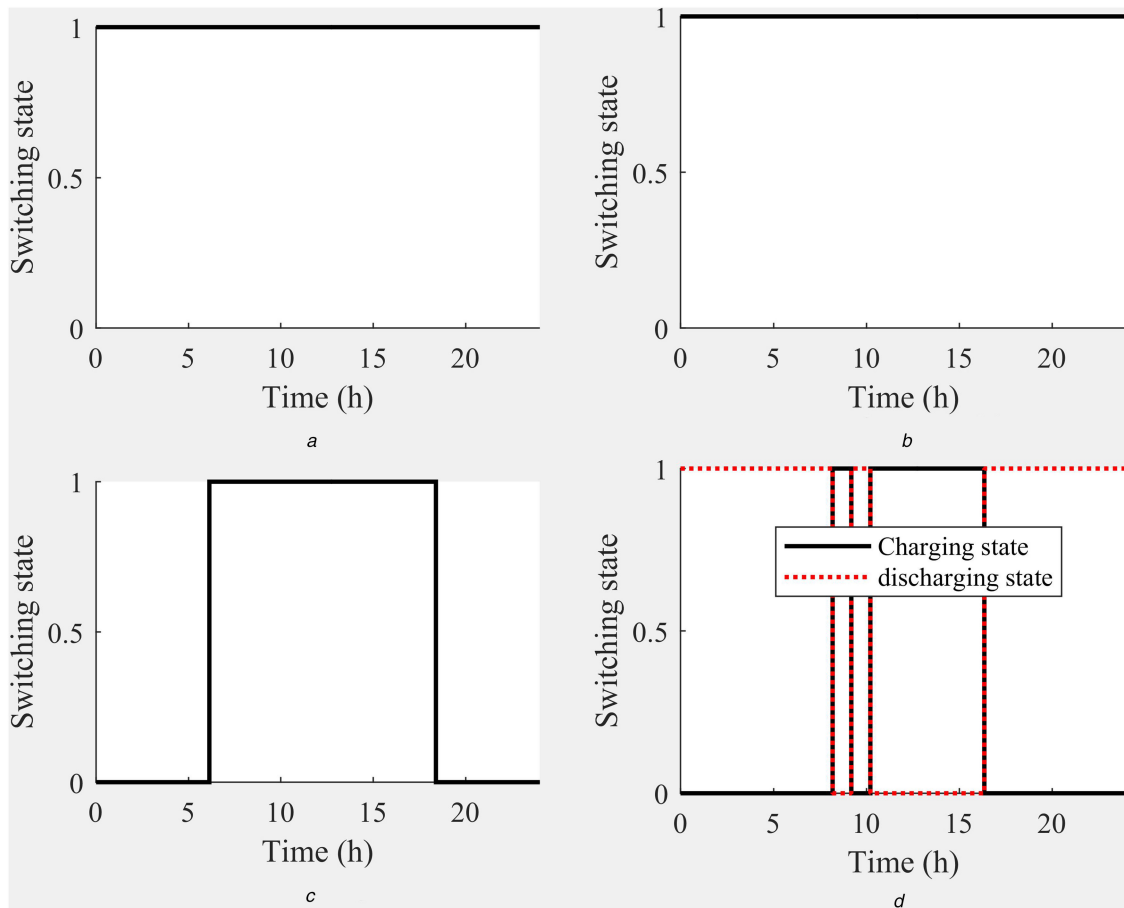 1
0.5
0
Switching state
0 5 10 15 20
Time (h)
a
1
0.5
0
Switching state
0 5 10 15 20
Time (h)
b
1
0.5
0
Switching state
0 5 10 15 20
Time (h)
c
1
0.5
0
Switching state
Charging state
discharging state
0 5 10 15 20
Time (h)
d